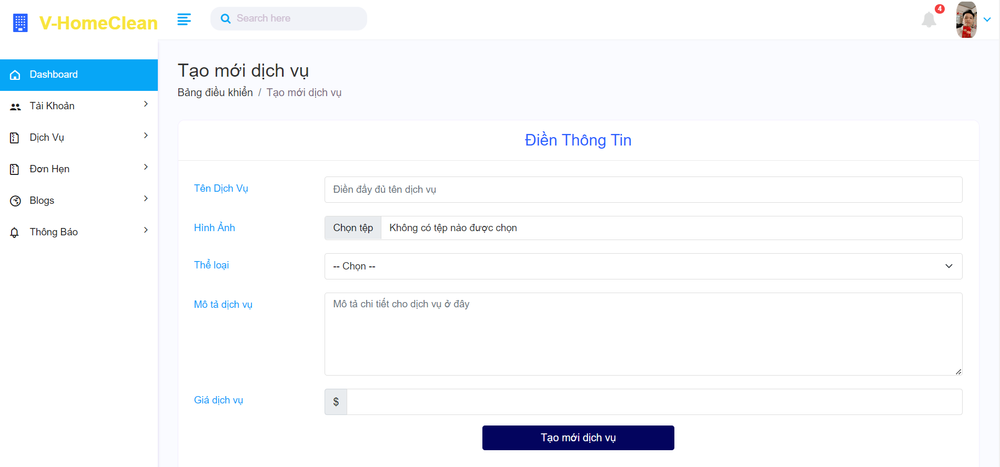 V-HomeClean
Search here
4
Dashboard
Tài Khoản
Dịch Vụ
Đơn Hẹn
Blogs
Thông Báo
Tạo mới dịch vụ
Bảng điều khiển / Tạo mới dịch vụ
Điền Thông Tin
Tên Dịch Vụ
Điền đầy đủ tên dịch vụ
Hình Ảnh
Chọn tệp Không có tệp nào được chọn
Thể loại
-- Chọn --
Mô tả dịch vụ
Mô tả chi tiết cho dịch vụ ở đây
Giá dịch vụ
$
Tạo mới dịch vụ